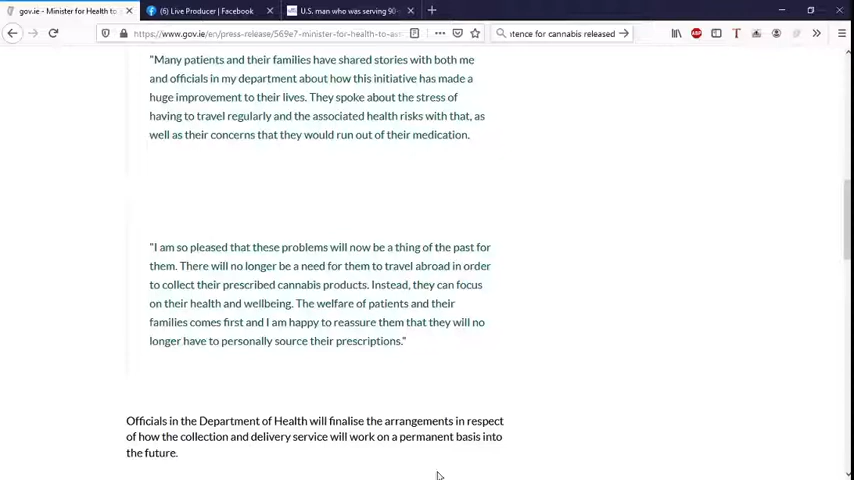 gov.ie - Minister for Health to
(6) Live Producer | Facebook
U.S. man who was serving 90-
https://www.gov.ie/en/press-release/569e7-minister-for-health-to-ass
tence for cannabis released
ABP
T
"Many patients and their families have shared stories with both me
and officials in my department about how this initiative has made a
huge improvement to their lives. They spoke about the stress of
having to travel regularly and the associated health risks with that, as
well as their concerns that they would run out of their medication.
"I am so pleased that these problems will now be a thing of the past for
them. There will no longer be a need for them to travel abroad in order
to collect their prescribed cannabis products. Instead, they can focus
on their health and wellbeing. The welfare of patients and their
families comes first and I am happy to reassure them that they will no
longer have to personally source their prescriptions."
Officials in the Department of Health will finalise the arrangements in respect
of how the collection and delivery service will work on a permanent basis into
the future.